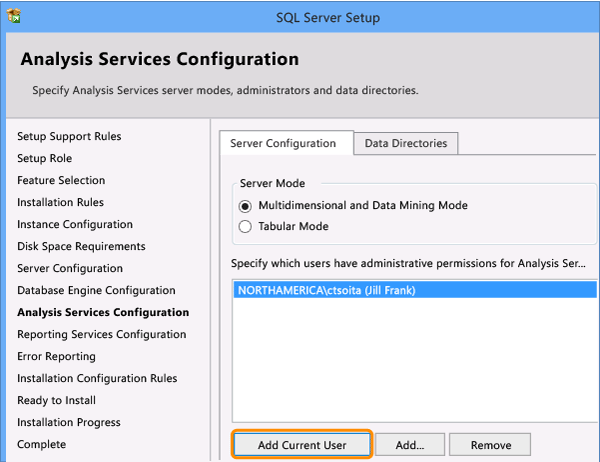 SQL Server Setup
Analysis Services Configuration
Specify Analysis Services server modes, administrators and data directories.
Setup Support Rules
Setup Role
Feature Selection
Installation Rules
Instance Configuration
Disk Space Requirements
Server Configuration
Database Engine Configuration
Analysis Services Configuration
Reporting Services Configuration
Error Reporting
Installation Configuration Rules
Ready to Install
Installation Progress
Complete
Server Configuration
Data Directories
Server Mode
Multidimensional and Data Mining Mode
Tabular Mode
Specify which users have administrative permissions for Analysis Ser...
NORTHAMERICA\ctsoita (Jill Frank)
Add Current User
Add...
Remove